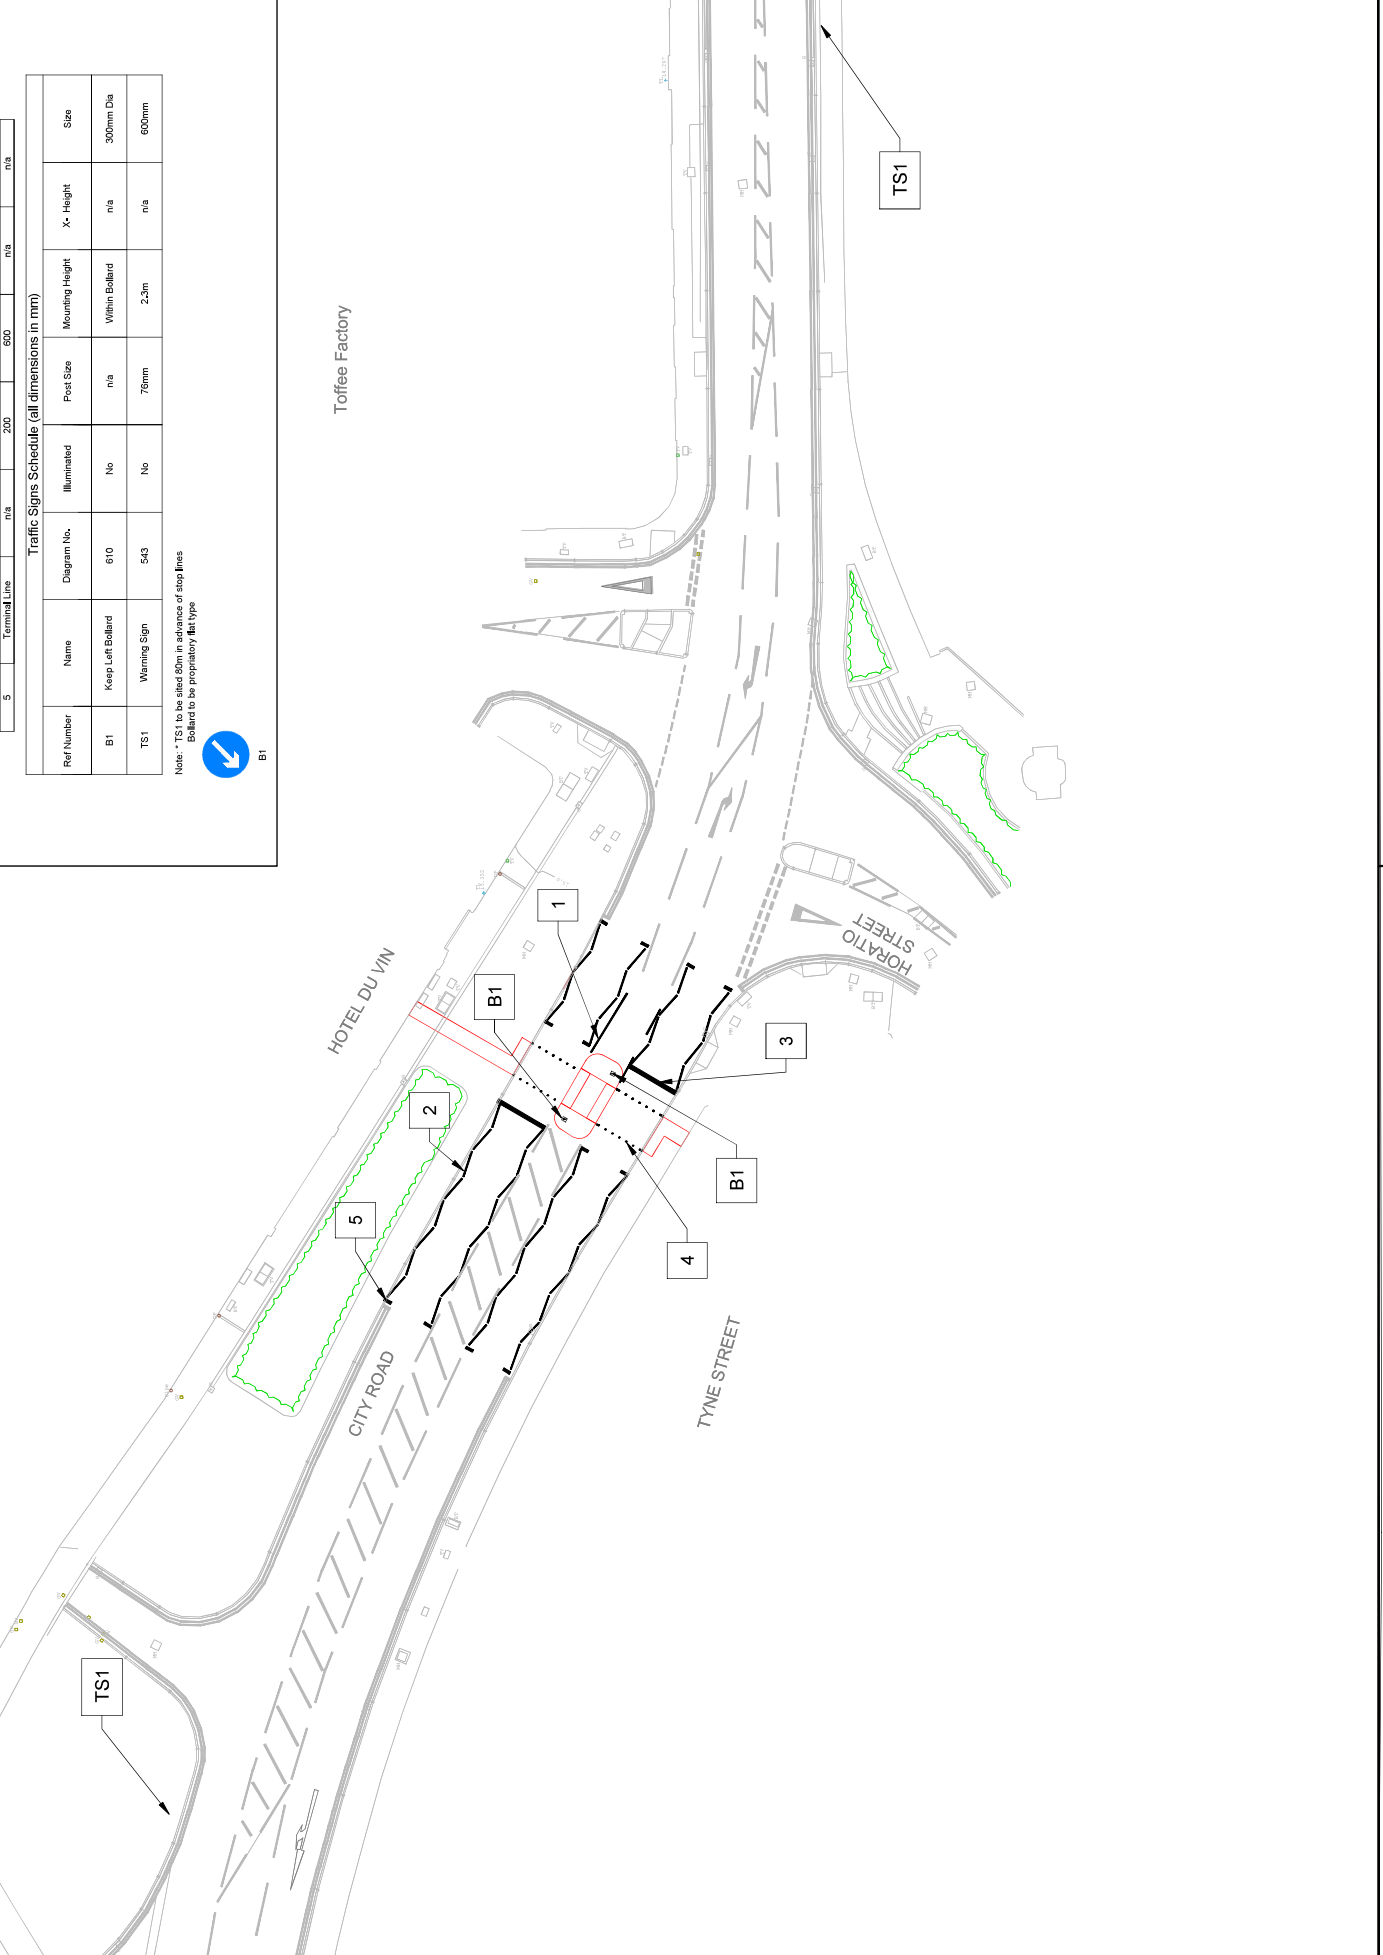 5 Terminal Line n/a 200 600 n/a n/a
Traffic Signs Schedule (all dimensions in mm)
Ref Number Name Diagram No. Illuminated Post Size Mounting Height X- Height Size
B1 Keep Left Bollard 610 No n/a Within Bollard n/a 300mm Dia
TS1 Warning Sign 543 No 76mm 2.3m n/a 600mm
Note: * TS1 to be sited 80m in advance of stop lines
Bollard to be propriatory flat type
B1
Toffee Factory
TS1
HOTEL DU VIN
1
B1
2
5
3
HORATIO
STREET
B1
4
CITY ROAD
TYNE STREET
TS1